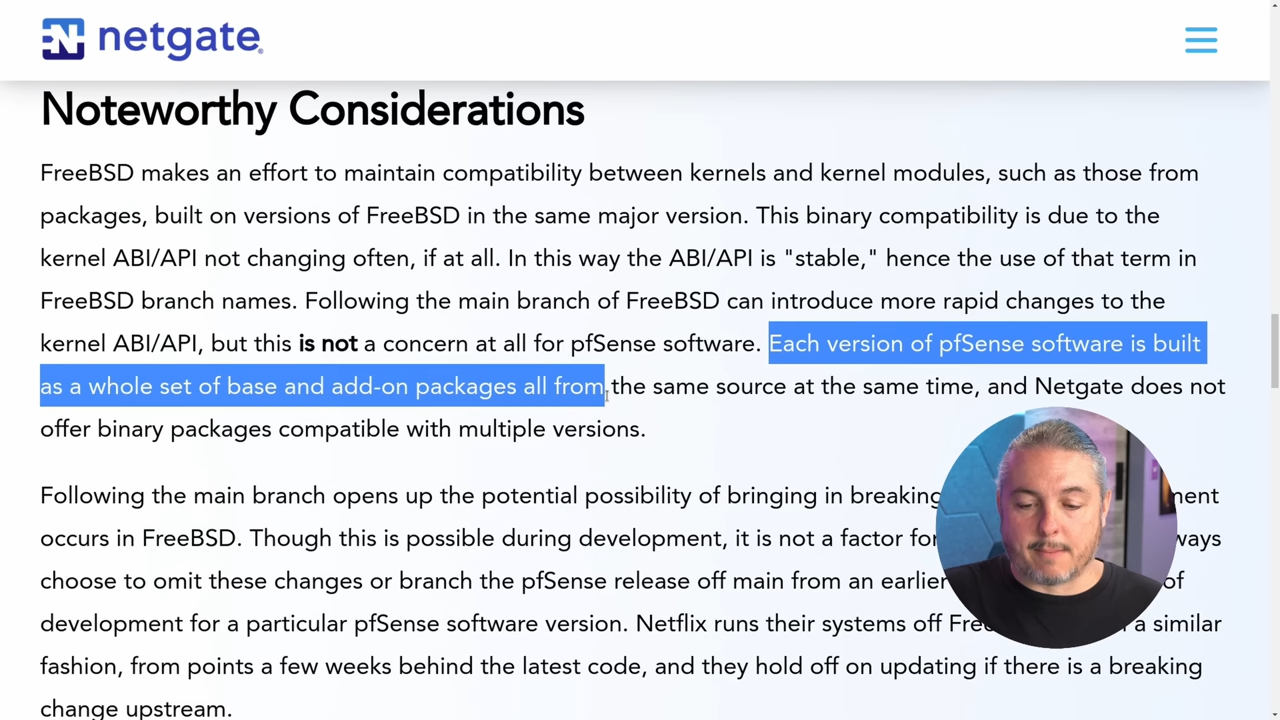 netgate
Noteworthy Considerations
FreeBSD makes an effort to maintain compatibility between kernels and kernel modules, such as those from
packages, built on versions of FreeBSD in the same major version. This binary compatibility is due to the
kernel ABI/API not changing often, if at all. In this way the ABI/API is "stable," hence the use of that term in
FreeBSD branch names. Following the main branch of FreeBSD can introduce more rapid changes to the
kernel ABI/API, but this is not a concern at all for pfSense software. Each version of pfSense software is built
as a whole set of base and add-on packages all from the same source at the same time, and Netgate does not
offer binary packages compatible with multiple versions.
Following the main branch opens up the potential possibility of bringing in breaking
occurs in FreeBSD. Though this is possible during development, it is not a factor for
choose to omit these changes or branch the pfSense release off main from an earlier of
development for a particular pfSense software version. Netflix runs their systems off a similar
fashion, from points a few weeks behind the latest code, and they hold off on updating if there is a breaking
change upstream.